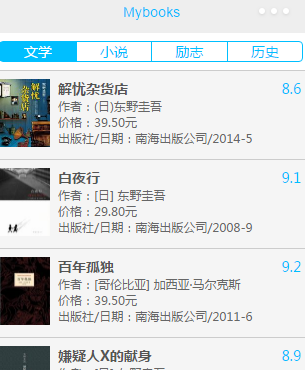 Mybooks
文学 小说 励志 历史
解忧杂货店 8.6
作者：(日)东野圭吾
价格：39.50元
出版社/日期：南海出版公司/2014-5
白夜行 9.1
作者：[日] 东野圭吾
价格：29.80元
出版社/日期：南海出版公司/2008-9
百年孤独 9.2
作者：[哥伦比亚] 加西亚·马尔克斯
价格：39.50元
出版社/日期：南海出版公司/2011-6
嫌疑人X的献身 8.9
解忧
杂货店